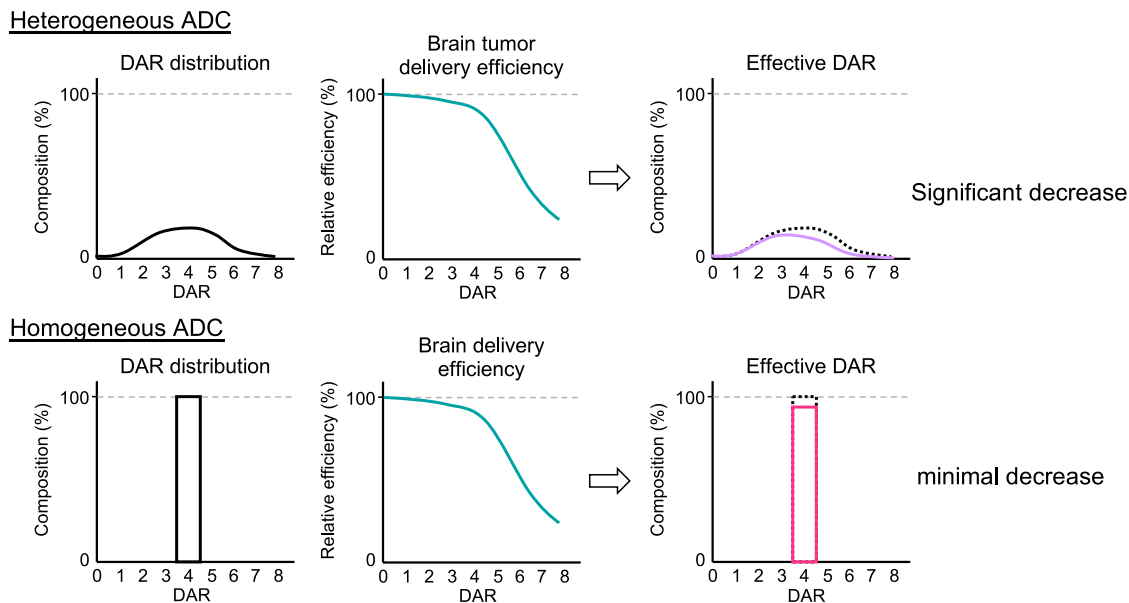 Heterogeneous ADC
DAR distribution
Composition (%)
100
0
0 1 2 3 4 5 6 7 8
DAR
Brain tumor
delivery efficiency
Relative efficiency (%)
100
0
0 1 2 3 4 5 6 7 8
DAR
Effective DAR
Composition (%)
100
0
0 1 2 3 4 5 6 7 8
DAR
Significant decrease
Homogeneous ADC
DAR distribution
Composition (%)
100
0
0 1 2 3 4 5 6 7 8
DAR
Brain delivery
efficiency
Relative efficiency (%)
100
0
0 1 2 3 4 5 6 7 8
DAR
Effective DAR
Composition (%)
100
0
0 1 2 3 4 5 6 7 8
DAR
minimal decrease